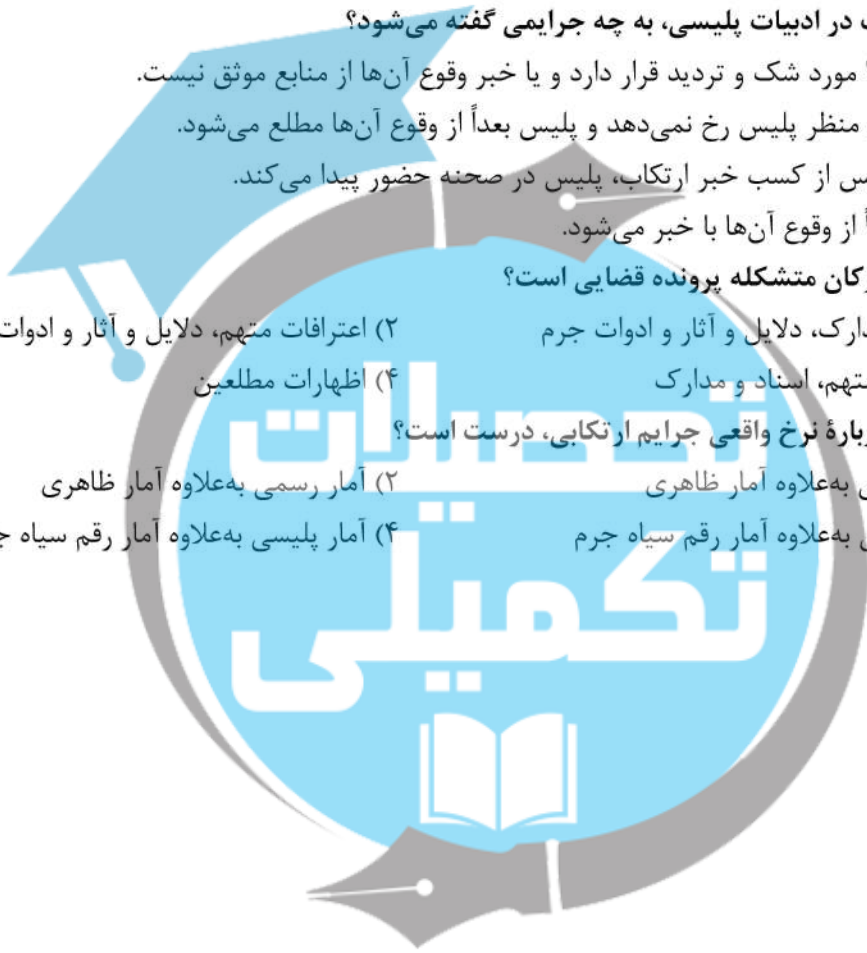 در ادبیات پلیسی، به چه جرایمی گفته می‌شود؟
مورد شک و تردید قرار دارد و یا خبر وقوع آن‌ها از منابع موثق نیست.
منظر پلیس رخ نمی‌دهد و پلیس بعداً از وقوع آن‌ها مطلع می‌شود.
از کسب خبر ارتکاب، پلیس در صحنه حضور پیدا می‌کند.
از وقوع آن‌ها با خبر می‌شود.
متشکله پرونده قضایی است؟
دلایل و آثار و ادوات جرم ۲) اعترافات متهم، دلایل و آثار و ادوات
اسناد و مدارک ۴) اظهارات مطلعین
نرخ واقعی جرایم ارتکابی، درست است؟
به‌علاوه آمار ظاهری ۲) آمار رسمی به‌علاوه آمار ظاهری
به‌علاوه آمار رقم سیاه جرم ۴) آمار پلیسی به‌علاوه آمار رقم سیاه
تحصیلات
تکمیلی